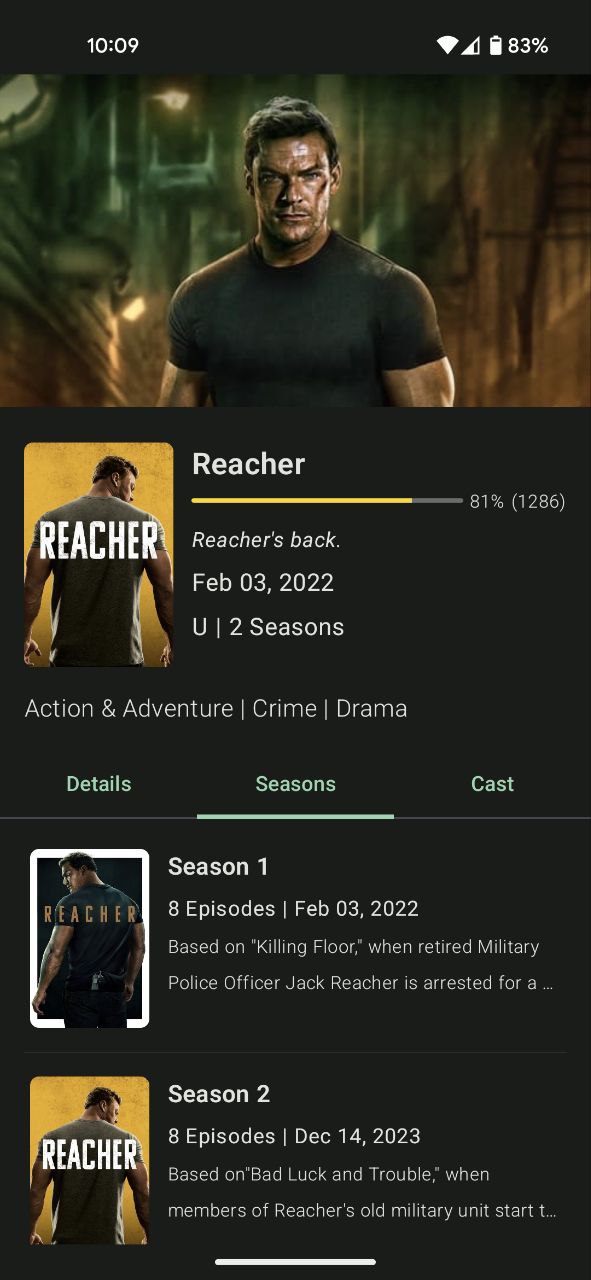 10:09
83%
REACHER
Reacher
81% (1286)
Reacher's back.
Feb 03, 2022
U | 2 Seasons
Action & Adventure | Crime | Drama
Details
Seasons
Cast
REACHER
Season 1
8 Episodes | Feb 03, 2022
Based on "Killing Floor," when retired Military
Police Officer Jack Reacher is arrested for a ...
REACHER
Season 2
8 Episodes | Dec 14, 2023
Based on"Bad Luck and Trouble," when
members of Reacher's old military unit start t...